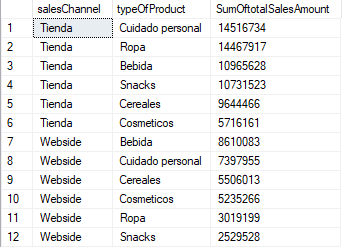 salesChannel typeOfProduct SumOftotalSalesAmount
1 Tienda Cuidado personal 14516734
2 Tienda Ropa 14467917
3 Tienda Bebida 10965628
4 Tienda Snacks 10731523
5 Tienda Cereales 9644466
6 Tienda Cosmeticos 5716161
7 Webside Bebida 8610083
8 Webside Cuidado personal 7397955
9 Webside Cereales 5506013
10 Webside Cosmeticos 5235266
11 Webside Ropa 3019199
12 Webside Snacks 2529528